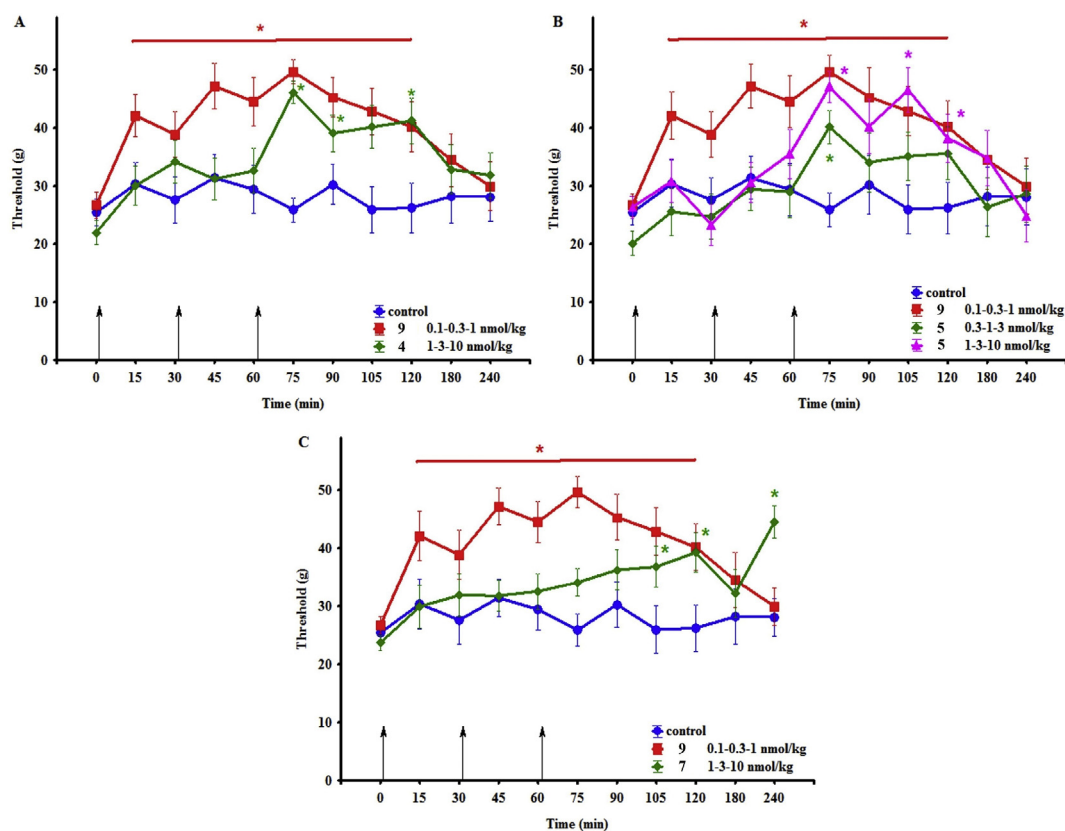 A
*
50
40
30
20
10
0
Threshold (g)
* * *
control
9 0.1-0.3-1 nmol/kg
4 1-3-10 nmol/kg
0 15 30 45 60 75 90 105 120 180 240
Time (min)
B
*
50
40
30
20
10
0
Threshold (g)
* * * *
control
9 0.1-0.3-1 nmol/kg
5 0.3-1-3 nmol/kg
5 1-3-10 nmol/kg
0 15 30 45 60 75 90 105 120 180 240
Time (min)
C
*
50
40
30
20
10
0
Threshold (g)
* * *
control
9 0.1-0.3-1 nmol/kg
7 1-3-10 nmol/kg
0 15 30 45 60 75 90 105 120 180 240
Time (min)